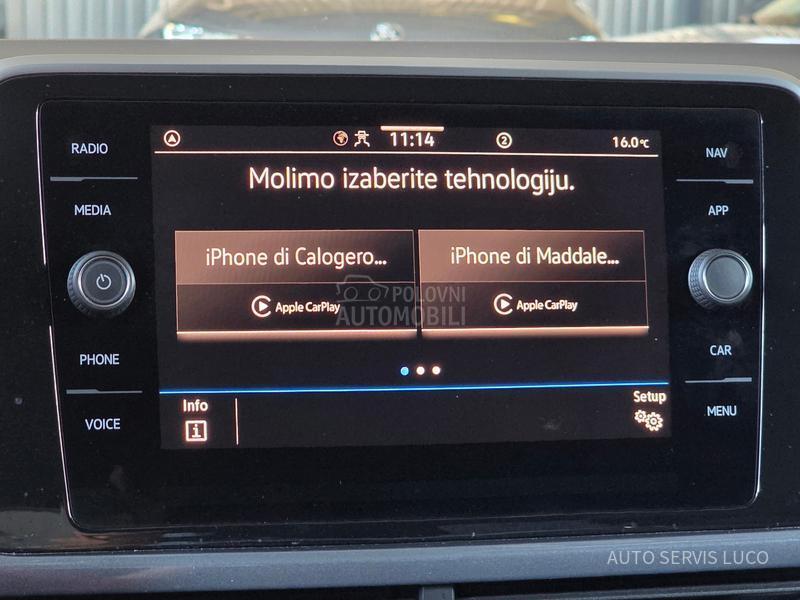 RADIO
MEDIA
PHONE
VOICE
11:14
2
16.0°C
Molimo izaberite tehnologiju.
iPhone di Calogero...
Apple CarPlay
iPhone di Maddale...
Apple CarPlay
Info
i
Setup
NAV
APP
CAR
MENU
POLOVNI
AUTOMOBILI
AUTO SERVIS LUCO